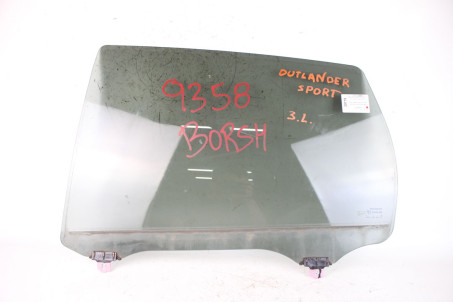 9358
BORSH
OUTLANDER
SPORT
3.L.